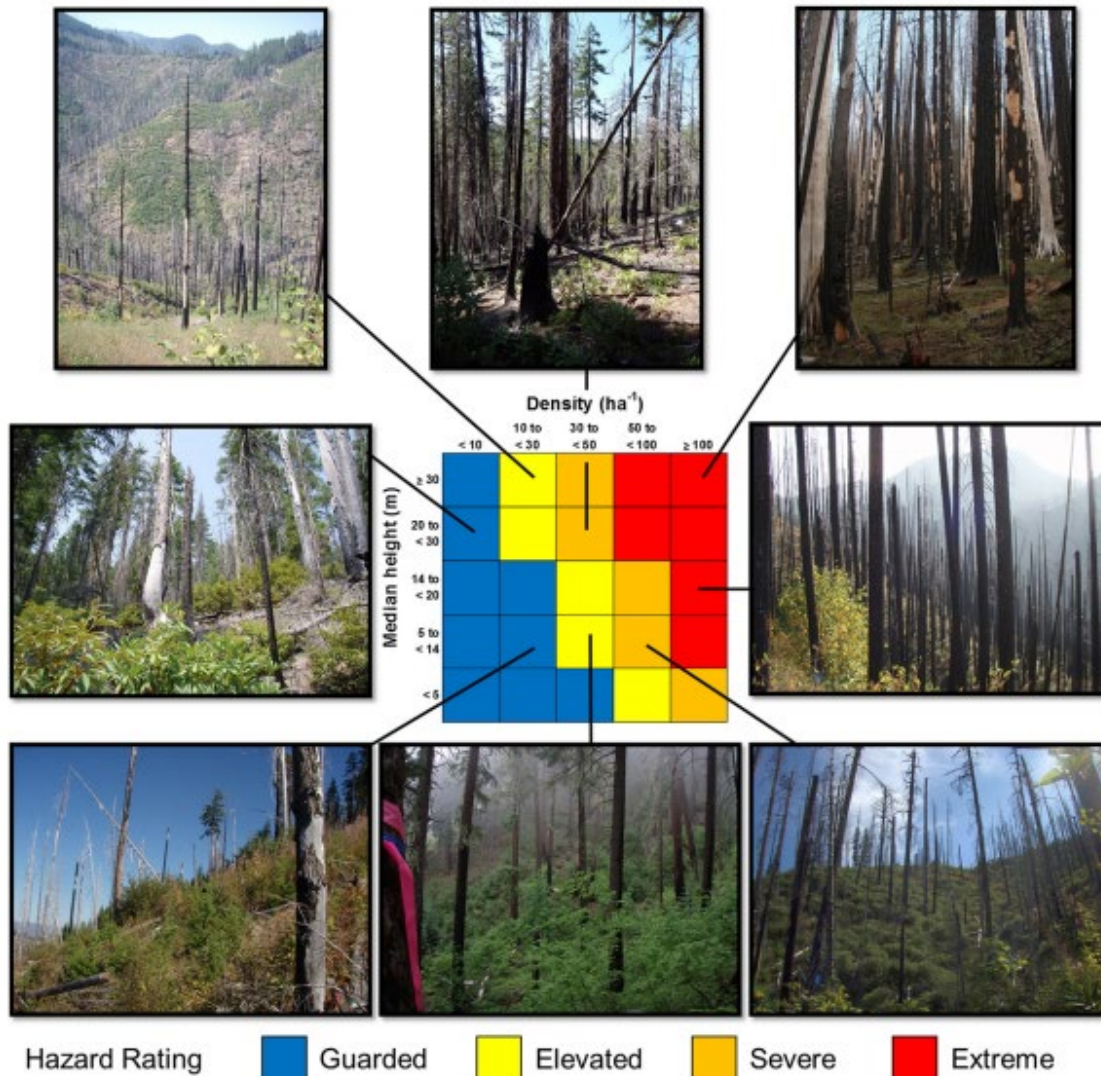 Density (ha⁻¹)
10 to 30 to 50 to
< 10 < 30 < 50 < 100 ≥ 100
Median height (m)
≥ 30
20 to
< 30
14 to
< 20
5 to
< 14
< 5
Hazard Rating Guarded Elevated Severe Extreme